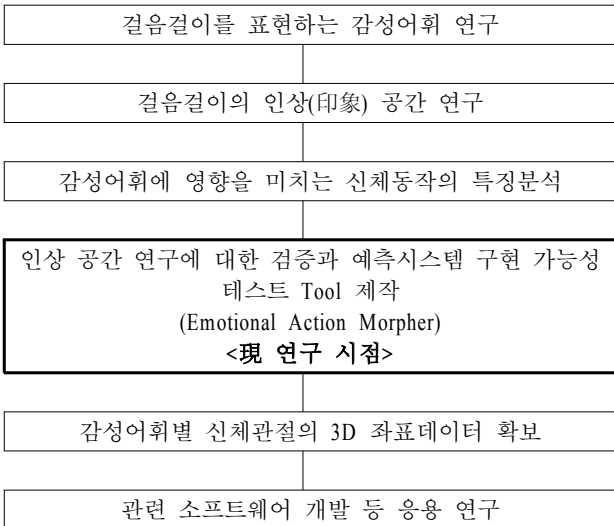 걸음걸이를 표현하는 감성어휘 연구
걸음걸이의 인상(印象) 공간 연구
감성어휘에 영향을 미치는 신체동작의 특징분석
인상 공간 연구에 대한 검증과 예측시스템 구현 가능성
테스트 Tool 제작
(Emotional Action Morpher)
<現 연구 시점>
감성어휘별 신체관절의 3D 좌표데이터 확보
관련 소프트웨어 개발 등 응용 연구